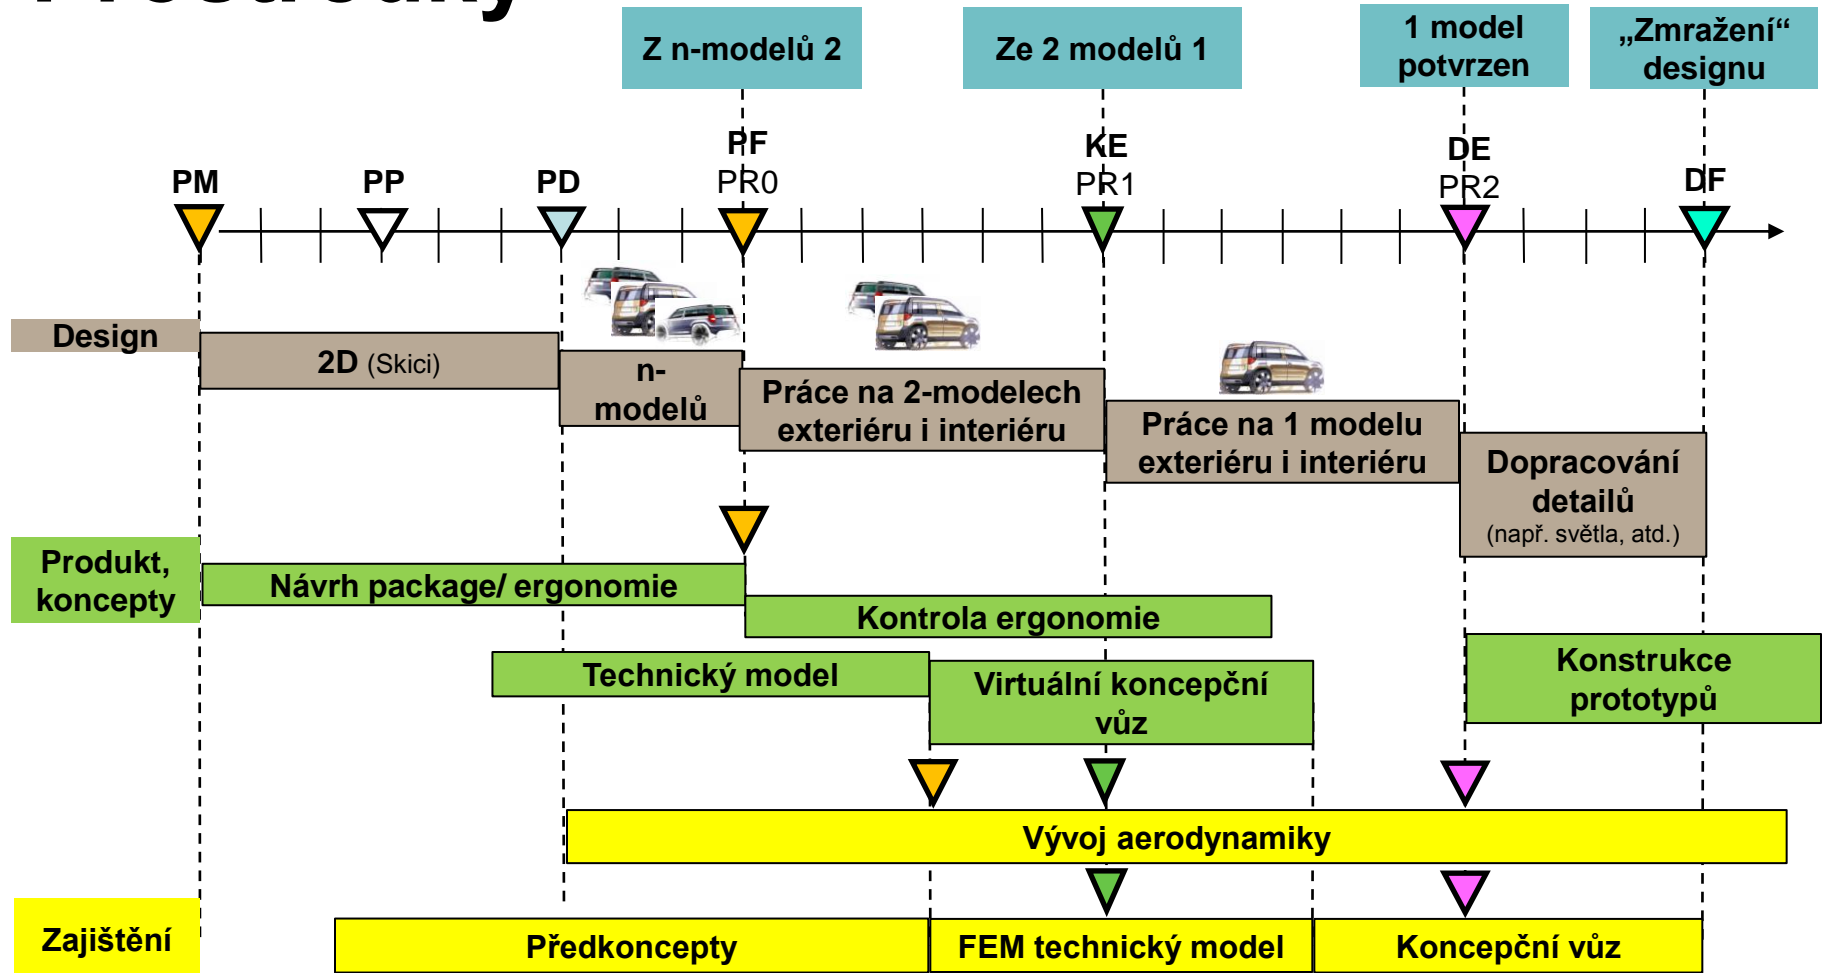 Z n-modelů 2
Ze 2 modelů 1
1 model
potvrzen
„Zmražení“
designu
PM
PP
PD
PF
PR0
KE
PR1
DE
PR2
DF
Design
2D (Skici)
n-
modelů
Práce na 2-modelech
exteriéru i interiéru
Práce na 1 modelu
exteriéru i interiéru
Dopracování
detailů
(např. světla, atd.)
Produkt,
koncepty
Návrh package/ ergonomie
Kontrola ergonomie
Technický model
Virtuální koncepční
vůz
Konstrukce
prototypů
Vývoj aerodynamiky
Zajištění
Předkoncepty
FEM technický model
Koncepční vůz